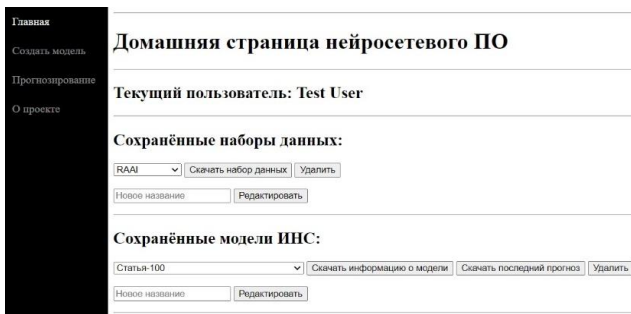 Главная
Создать модель
Прогнозирование
О проекте
Домашняя страница нейросетевого ПО
Текущий пользователь: Test User
Сохранённые наборы данных:
RAAI Скачать набор данных Удалить
Новое название Редактировать
Сохранённые модели ИНС:
Статья-100 Скачать информацию о модели Скачать последний прогноз Удалить
Новое название Редактировать